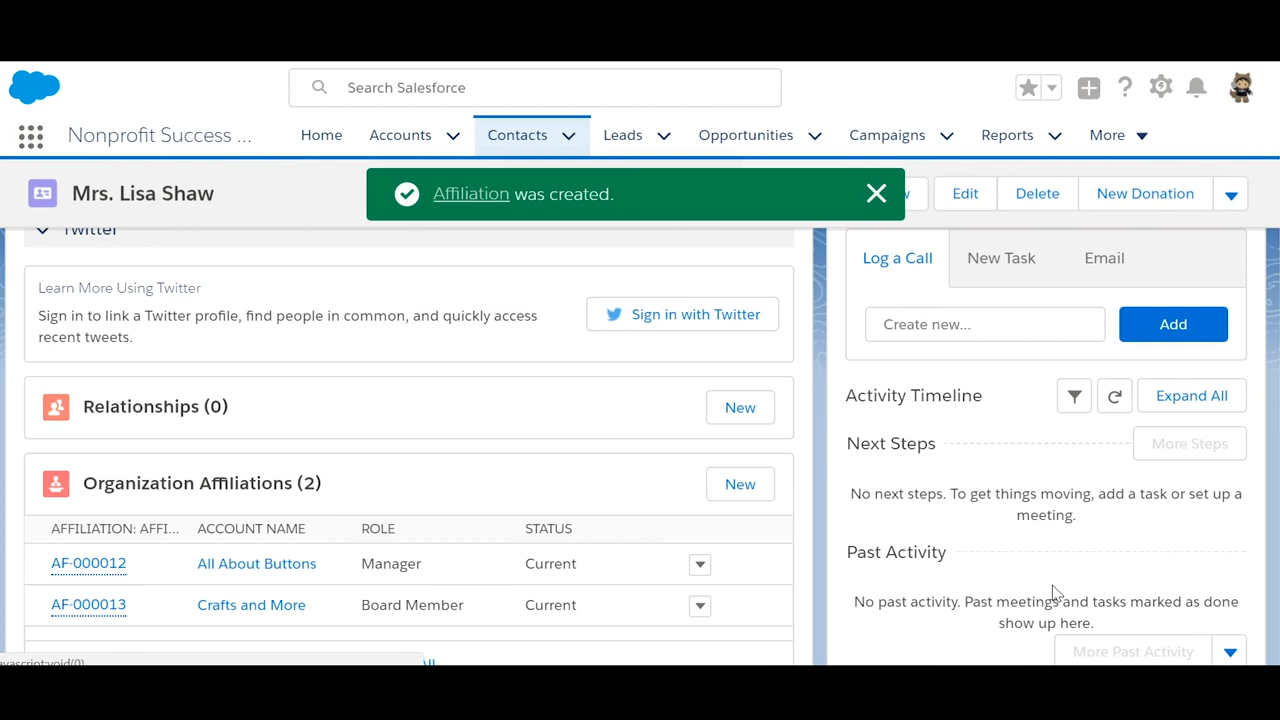 Search Salesforce
Nonprofit Success ...
Home
Accounts
Contacts
Leads
Opportunities
Campaigns
Reports
More
Mrs. Lisa Shaw
Affiliation was created.
Edit
Delete
New Donation
Twitter
Learn More Using Twitter
Sign in to link a Twitter profile, find people in common, and quickly access
recent tweets.
Sign in with Twitter
Relationships (0)
New
Organization Affiliations (2)
New
AFFILIATION: AFFI... ACCOUNT NAME ROLE STATUS
AF-000012 All About Buttons Manager Current
AF-000013 Crafts and More Board Member Current
Log a Call
New Task
Email
Create new...
Add
Activity Timeline
Expand All
Next Steps
More Steps
No next steps. To get things moving, add a task or set up a
meeting.
Past Activity
No past activity. Past meetings and tasks marked as done
show up here.
More Past Activity